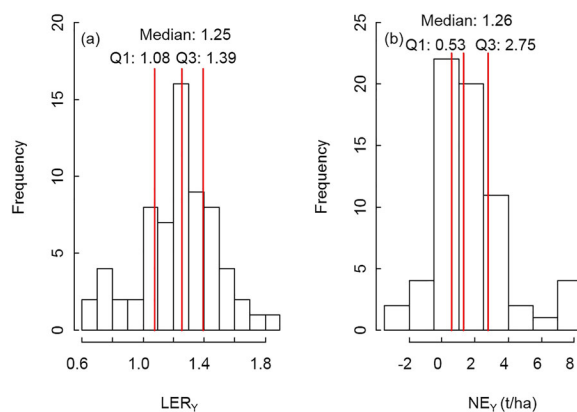 (a)
Median: 1.25
Q1: 1.08 Q3: 1.39
Frequency
20
15
10
5
0
0.6 1.0 1.4 1.8
LERY
(b)
Median: 1.26
Q1: 0.53 Q3: 2.75
Frequency
25
20
15
10
5
0
-2 0 2 4 6 8
NEY (t/ha)